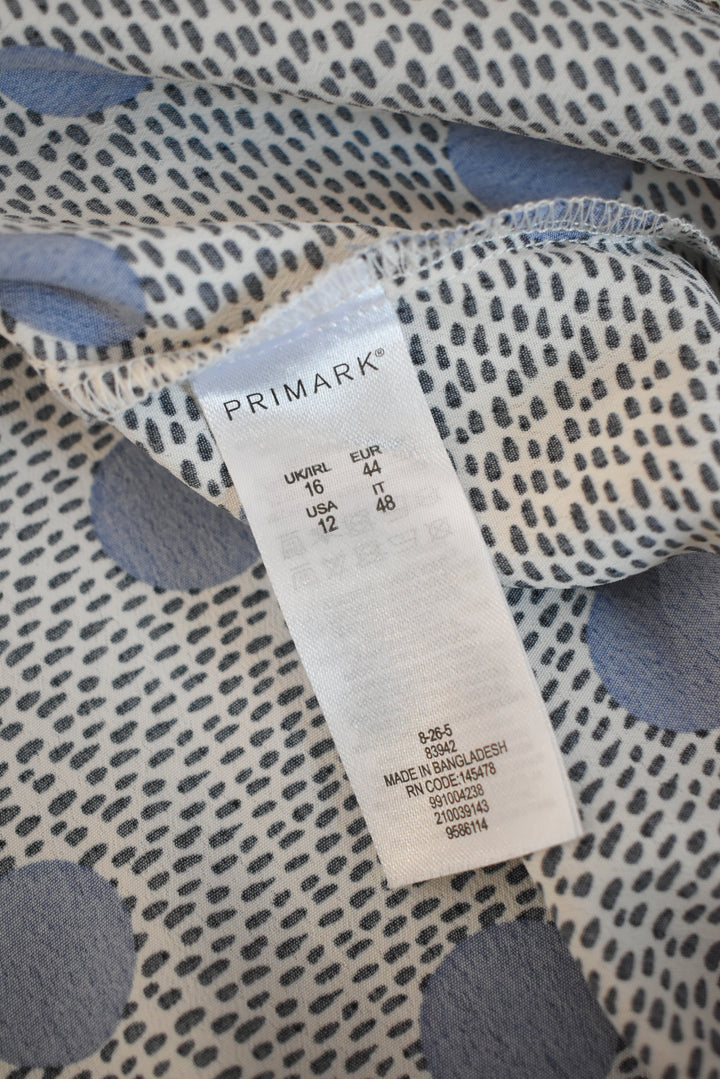 PRIMARK®
UK/IRL EUR
16 44
USA IT
12 48
8-26-5
83942
MADE IN BANGLADESH
RN CODE:145478
991004238
210039143
9586114